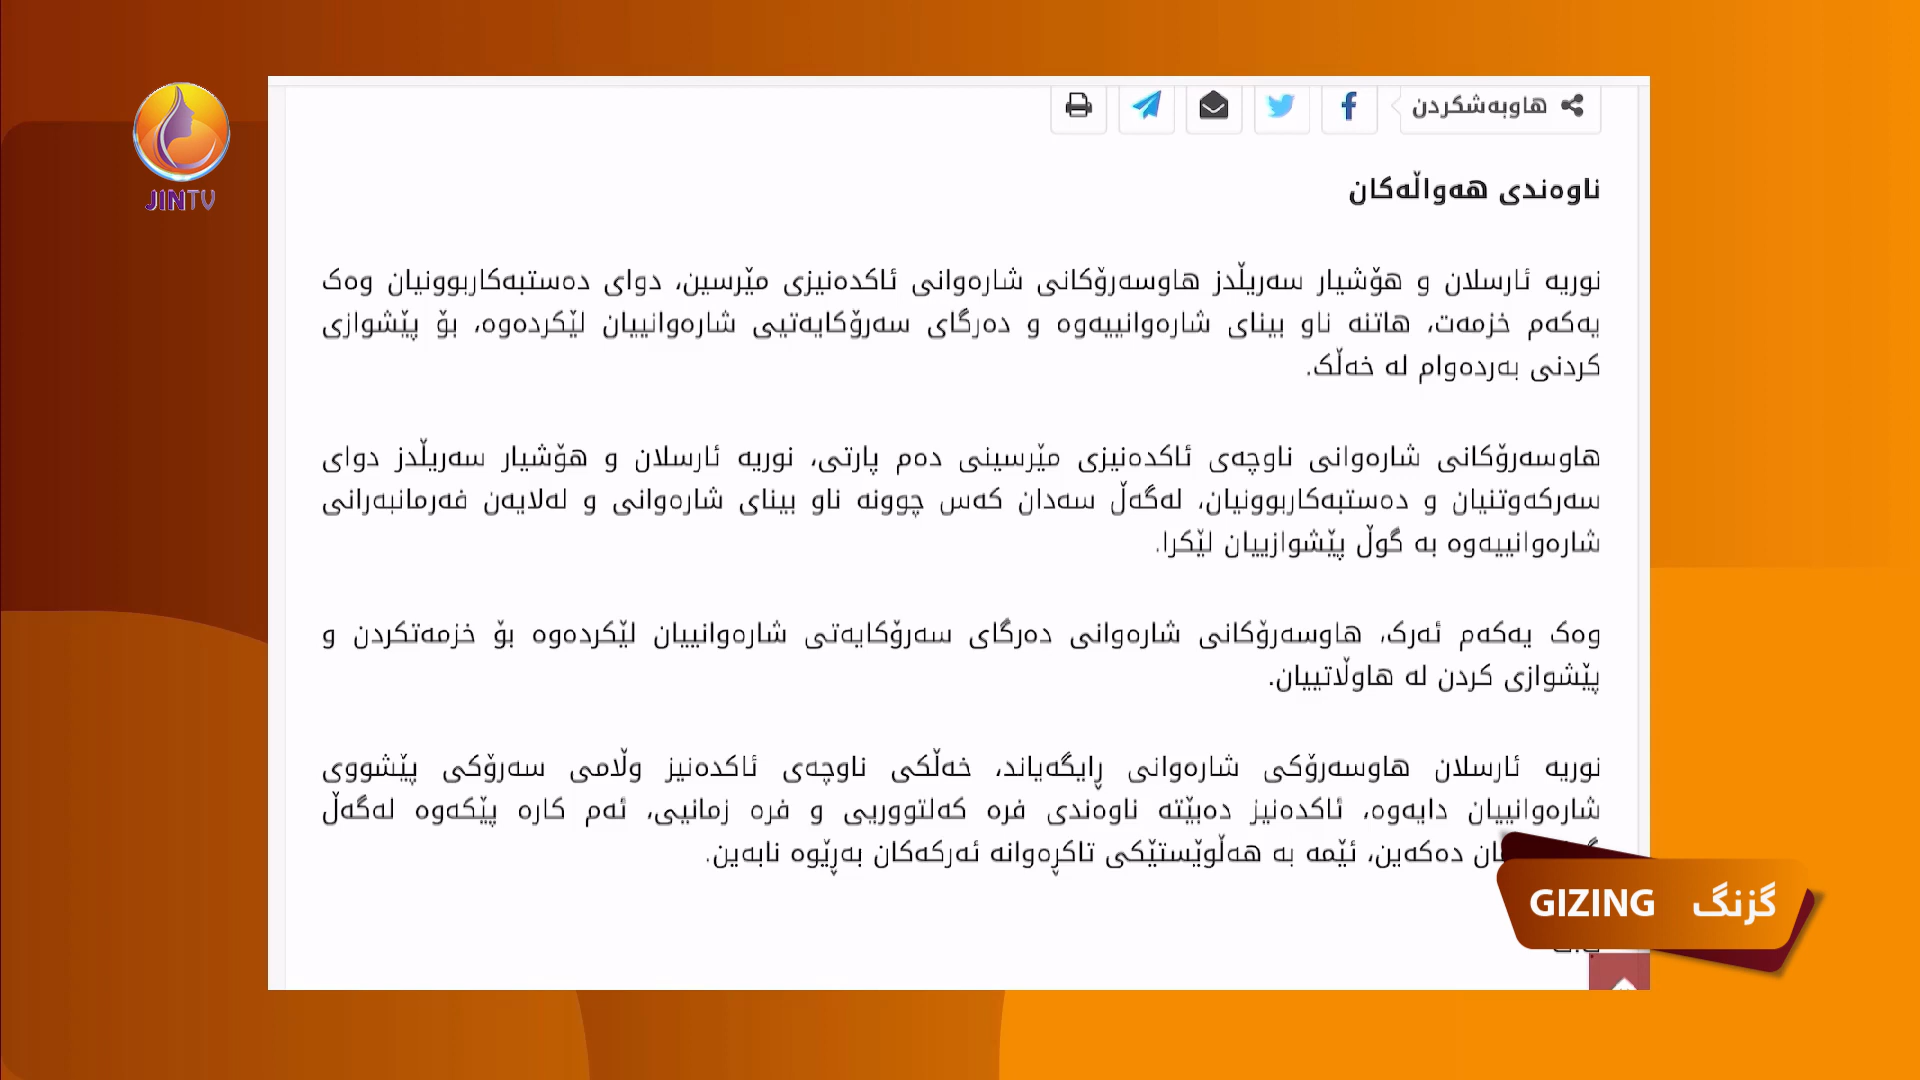 JINTV
هاوبەشکردن
ناوەندی هەواڵەکان
نوریە ئارسلان و هۆشیار سەریڵدز هاوسەرۆکانی شارەوانی ئاکدەنیزی مێرسین، دوای دەستبەکاربوونیان وەک
یەکەم خزمەت، هاتنە ناو بینای شارەوانییەوە و دەرگای سەرۆکایەتیی شارەوانییان لێکردەوە، بۆ پێشوازی
کردنی بەردەوام لە خەڵک.
هاوسەرۆکانی شارەوانی ناوچەی ئاکدەنیزی مێرسینی دەم پارتی، نوریە ئارسلان و هۆشیار سەریڵدز دوای
سەرکەوتنیان و دەستبەکاربوونیان، لەگەڵ سەدان کەس چوونە ناو بینای شارەوانی و لەلایەن فەرمانبەرانی
شارەوانییەوە بە گوڵ پێشوازییان لێکرا.
وەک یەکەم ئەرک، هاوسەرۆکانی شارەوانی دەرگای سەرۆکایەتی شارەوانییان لێکردەوە بۆ خزمەتکردن و
پێشوازی کردن لە هاوڵاتییان.
نوریە ئارسلان هاوسەرۆکی شارەوانی ڕایگەیاند، خەڵکی ناوچەی ئاکدەنیز وڵامی سەرۆکی پێشووی
شارەوانییان دایەوە، ئاکدەنیز دەبێتە ناوەندی فرە کەلتووریی و فرە زمانیی، ئەم کارە پێکەوە لەگەڵ
دەکەین، ئێمە بە هەڵوێستێکی تاکڕەوانە ئەرکەکان بەڕێوە نابەین.
GIZING گزنگ